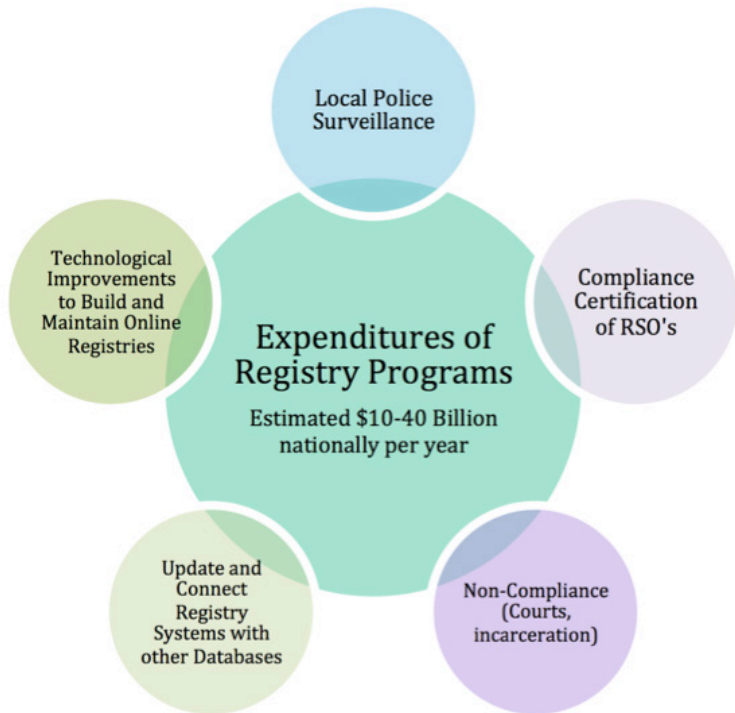 Local Police
Surveillance
Technological
Improvements
to Build and
Maintain Online
Registries
Compliance
Certification
of RSO's
Expenditures of
Registry Programs
Estimated $10-40 Billion
nationally per year
Update and
Connect
Registry
Systems with
other Databases
Non-Compliance
(Courts,
incarceration)